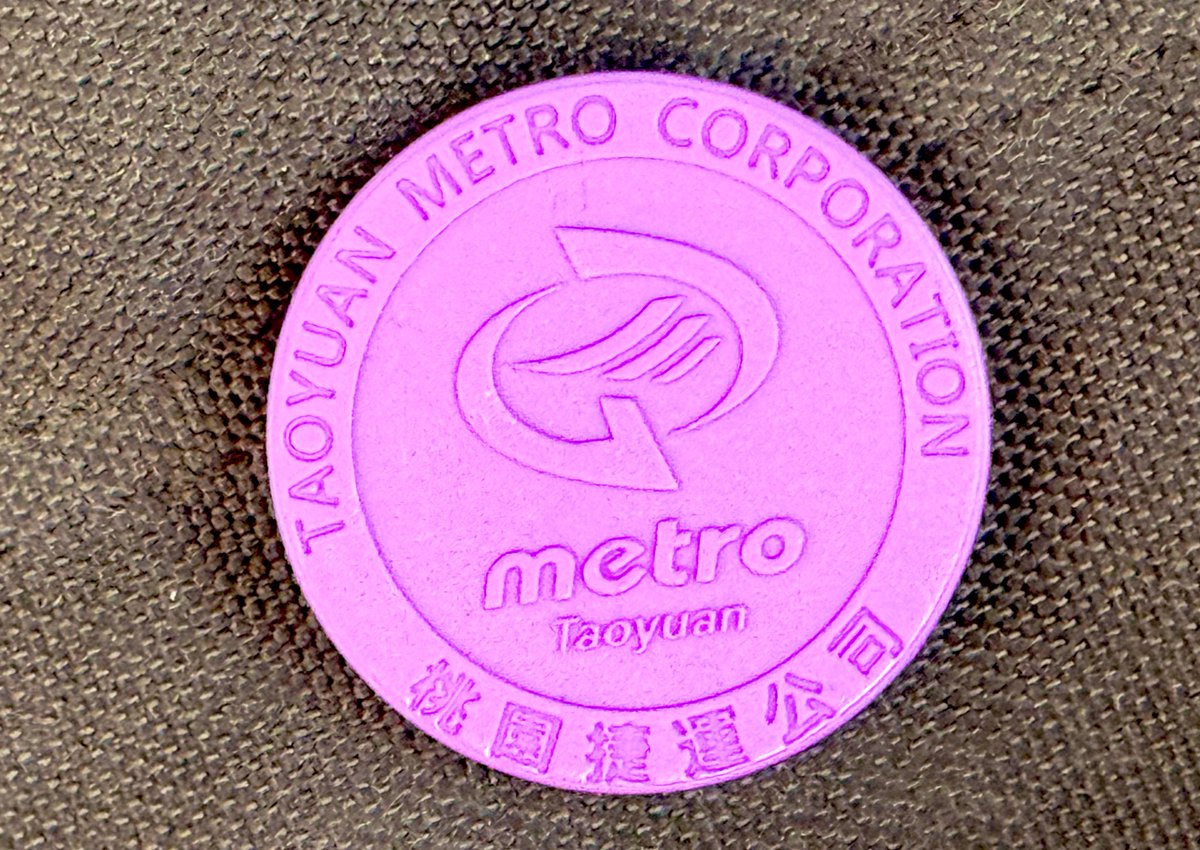 TAOYUAN METRO CORPORATION
metro
Taoyuan
桃園捷運公司